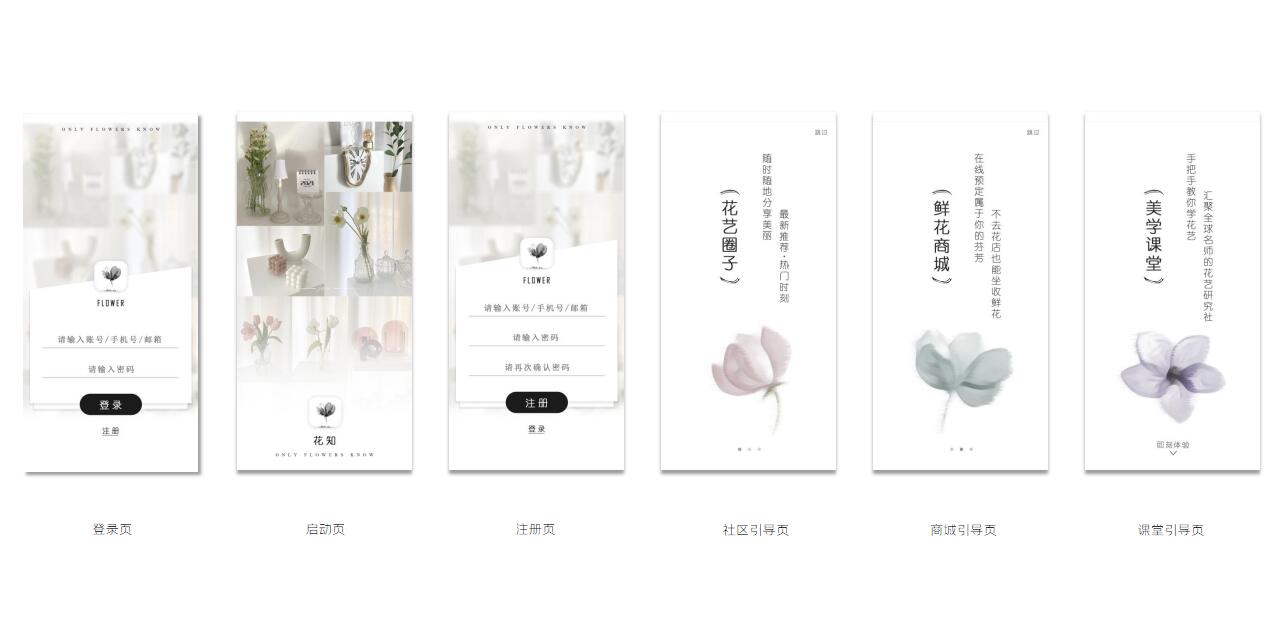 ONLY FLOWERS KNOW
FLOWER
请输入账号/手机号/邮箱
请输入密码
登录
注册
登录页
2021
花知
ONLY FLOWERS KNOW
启动页
ONLY FLOWERS KNOW
FLOWER
请输入账号/手机号/邮箱
请输入密码
请再次确认密码
注册
登录
注册页
跳过
花艺圈子
随时随地分享美丽
最新推荐·热门时刻
社区引导页
跳过
鲜花商城
在线预定属于你的芬芳
不去花店也能坐收鲜花
商城引导页
美学课堂
手把手教你学花艺
汇聚全球名师的花艺研究社
即刻体验
课堂引导页